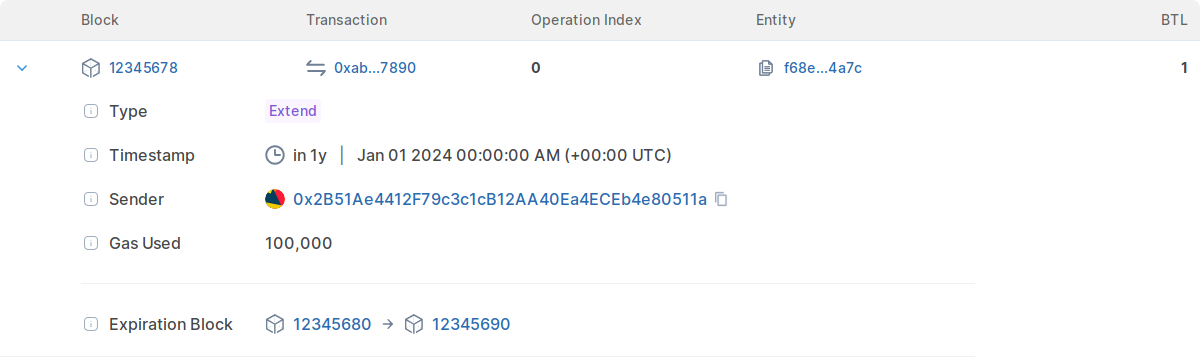 Block Transaction Operation Index Entity BTL
12345678 0xab...7890 0 f68e...4a7c 1
Type Extend
Timestamp in 1y | Jan 01 2024 00:00:00 AM (+00:00 UTC)
Sender 0x2B51Ae4412F79c3c1cB12AA40Ea4ECEb4e80511a
Gas Used 100,000
Expiration Block 12345680 → 12345690